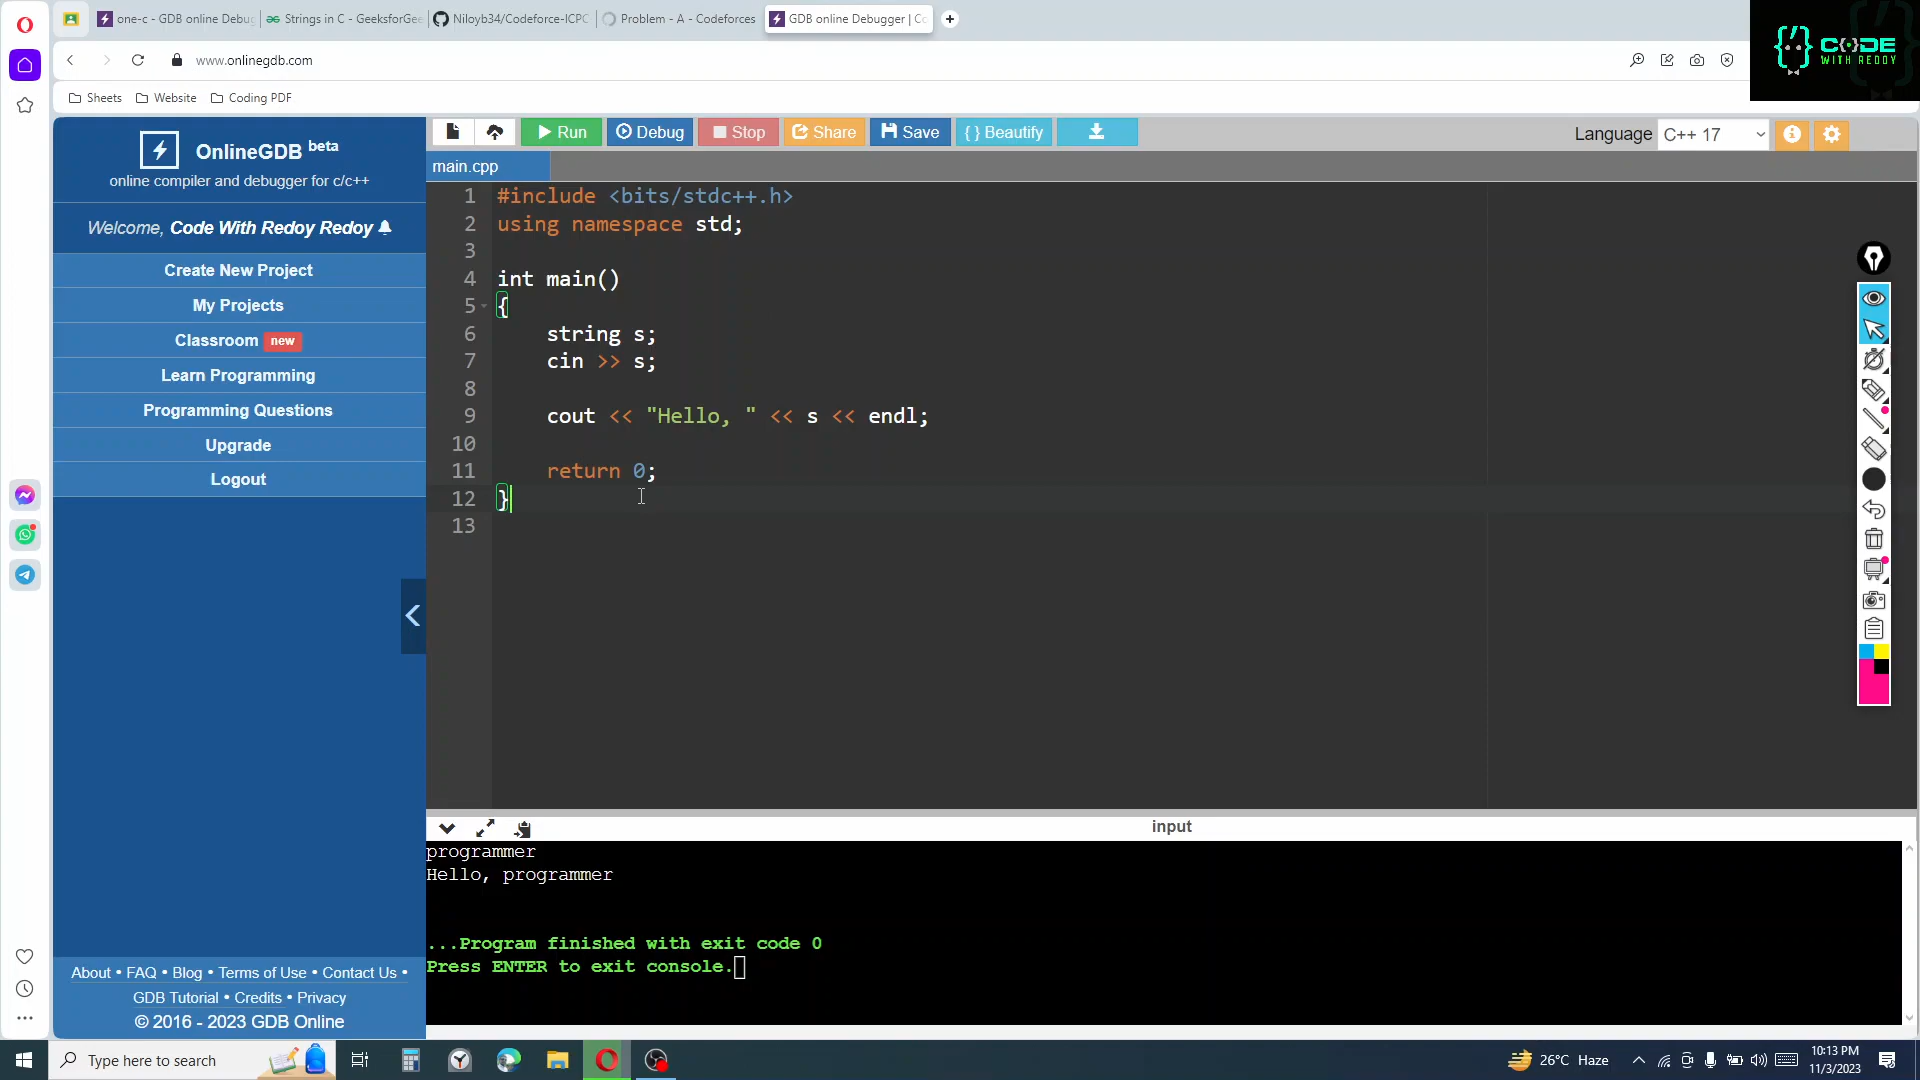 one-c - GDB online Debug
Strings in C - GeeksforGee
Niloyb34/Codeforce-ICPC
Problem - A - Codeforces
GDB online Debugger | Co
www.onlinegdb.com
CODE
WITH REDOY
Sheets
Website
Coding PDF
OnlineGDB beta
online compiler and debugger for c/c++
Welcome, Code With Redoy Redoy
Create New Project
My Projects
Classroom new
Learn Programming
Programming Questions
Upgrade
Logout
About • FAQ • Blog • Terms of Use • Contact Us •
GDB Tutorial • Credits • Privacy
© 2016 - 2023 GDB Online
Run
Debug
Stop
Share
Save
{ } Beautify
Language C++ 17
main.cpp
1 #include <bits/stdc++.h>
2 using namespace std;
3
4 int main()
5 {
6 string s;
7 cin >> s;
8
9 cout << "Hello, " << s << endl;
10
11 return 0;
12 }
13
input
programmer
Hello, programmer
...Program finished with exit code 0
Press ENTER to exit console.
Type here to search
26°C Haze
10:13 PM
11/3/2023